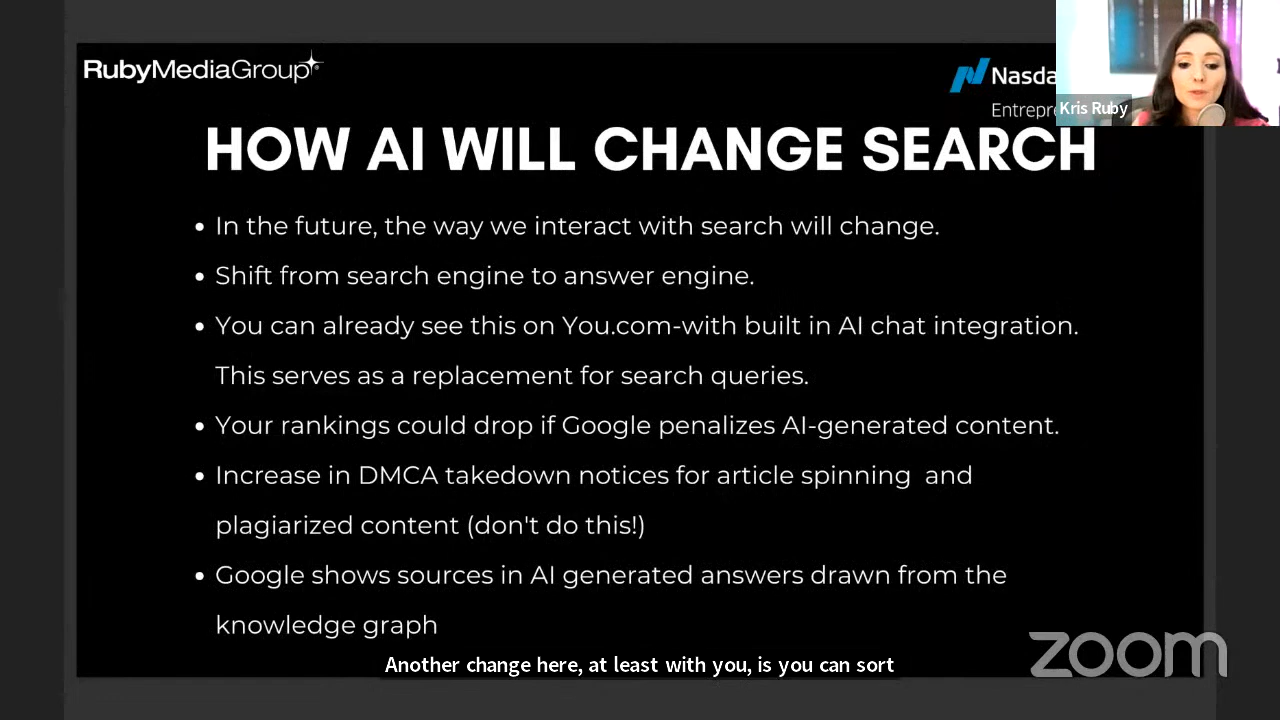 RubyMediaGroup
Nasda
Entrepr
Kris Ruby
HOW AI WILL CHANGE SEARCH
• In the future, the way we interact with search will change.
• Shift from search engine to answer engine.
• You can already see this on You.com-with built in AI chat integration.
This serves as a replacement for search queries.
• Your rankings could drop if Google penalizes AI-generated content.
• Increase in DMCA takedown notices for article spinning and
plagiarized content (don't do this!)
• Google shows sources in AI generated answers drawn from the
knowledge graph
Another change here, at least with you, is you can sort
zoom